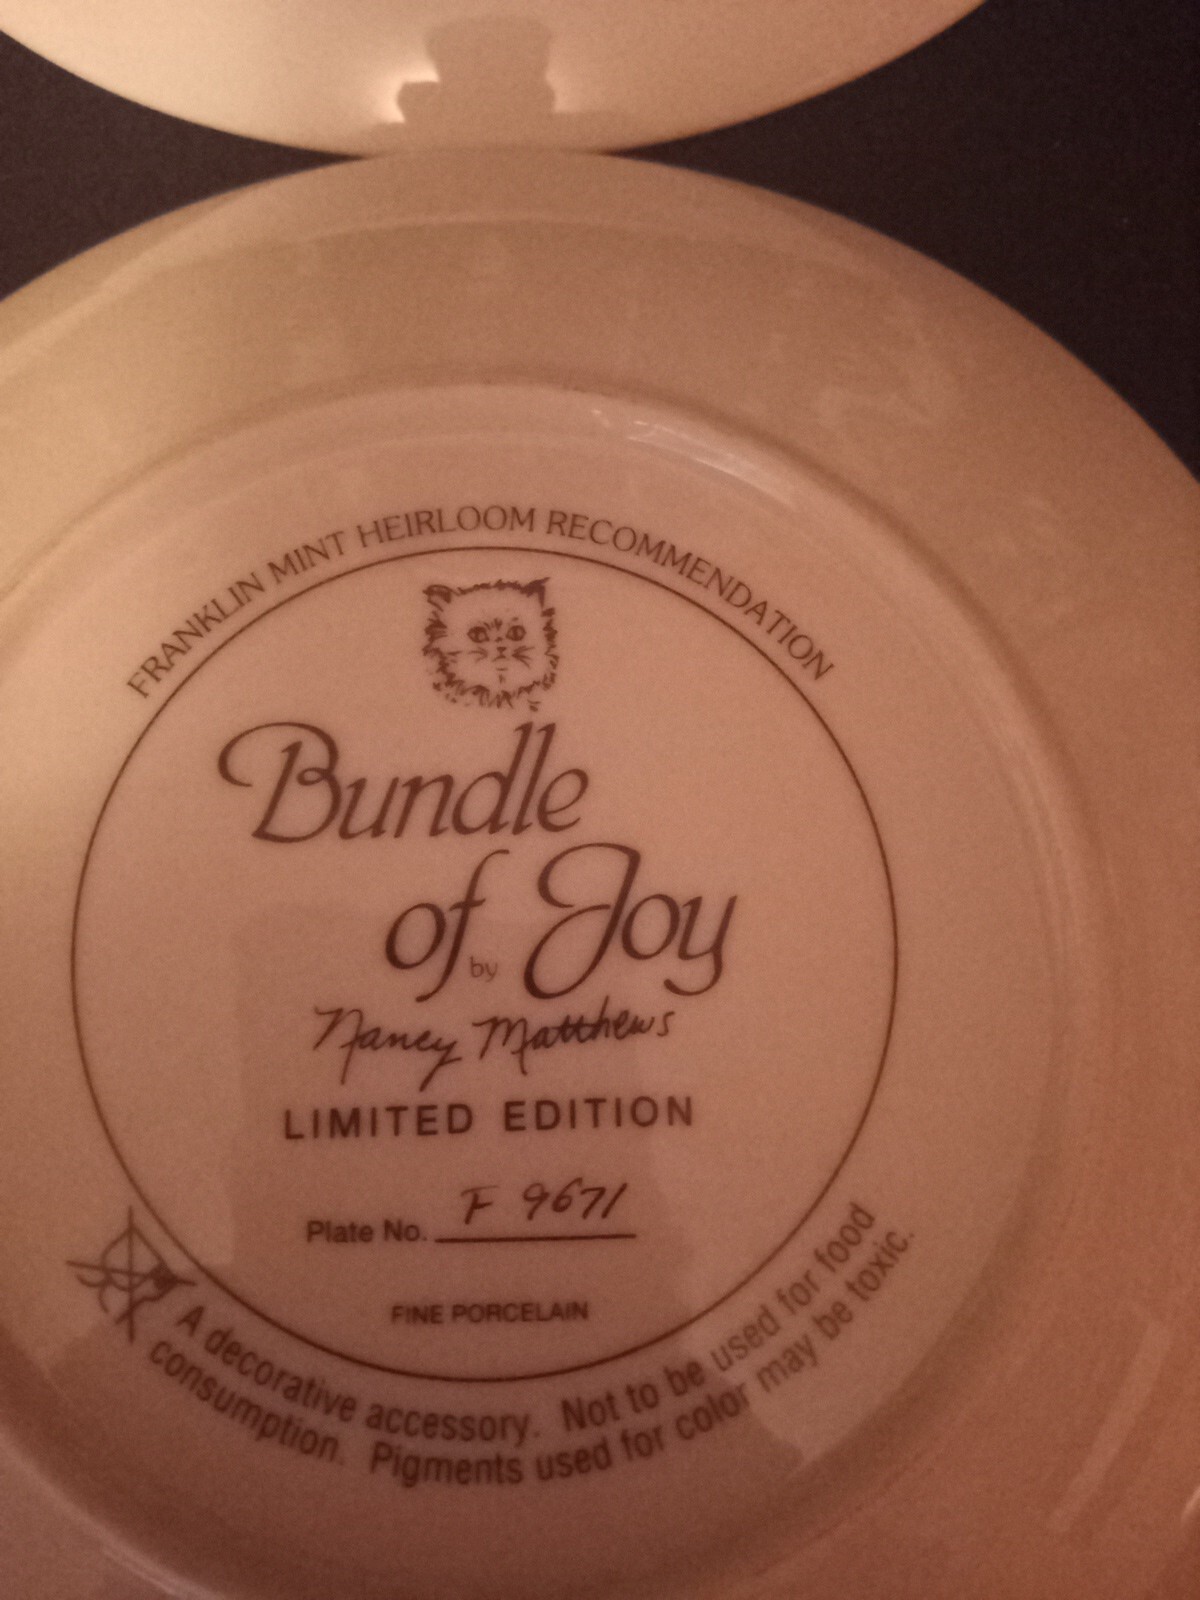 FRANKLIN MINT HEIRLOOM RECOMMENDATION
Bundle
of Joy
by
Nancy Matthews
LIMITED EDITION
Plate No. F 9671
FINE PORCELAIN
A decorative accessory. Not to be used for food
consumption. Pigments used for color may be toxic.